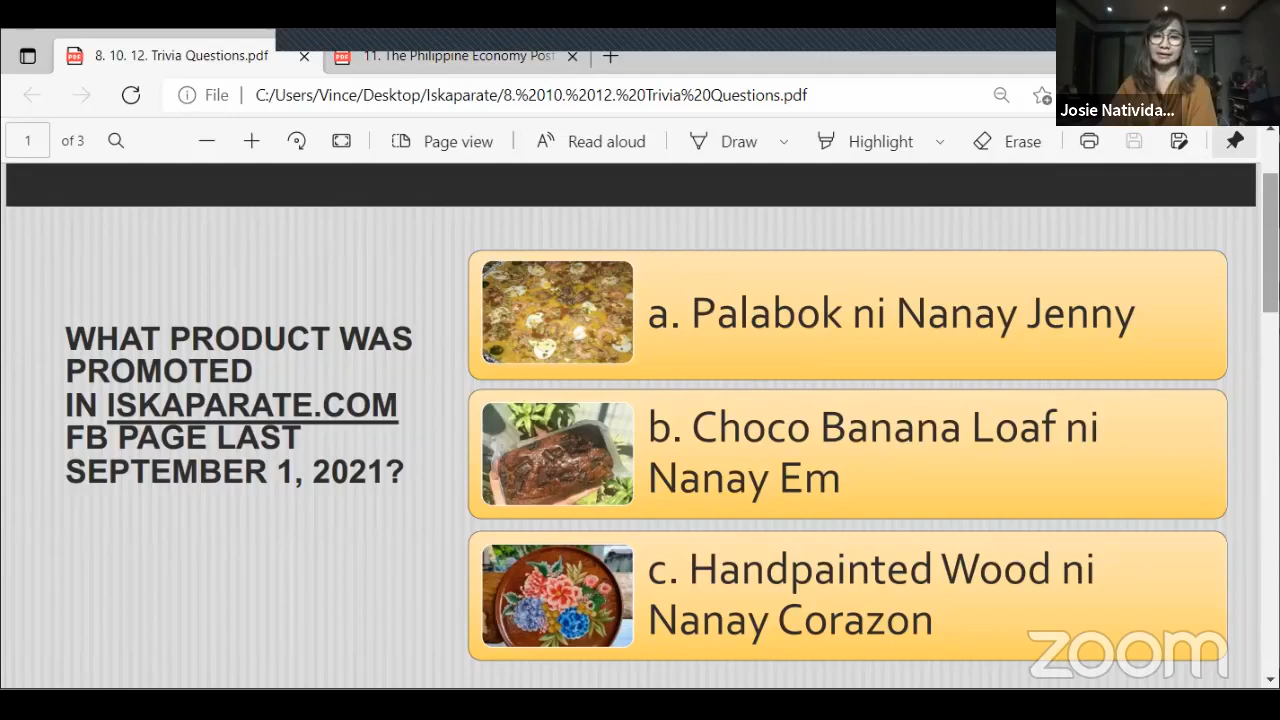 8. 10. 12. Trivia Questions.pdf
11. The Philippine Economy Post
File
C:/Users/Vince/Desktop/Iskaparate/8.%2010.%2012.%20Trivia%20Questions.pdf
Josie Nativida...
1 of 3
Page view
Read aloud
Draw
Highlight
Erase
WHAT PRODUCT WAS
PROMOTED
IN ISKAPARATE.COM
FB PAGE LAST
SEPTEMBER 1, 2021?
a. Palabok ni Nanay Jenny
b. Choco Banana Loaf ni
Nanay Em
c. Handpainted Wood ni
Nanay Corazon
zoom